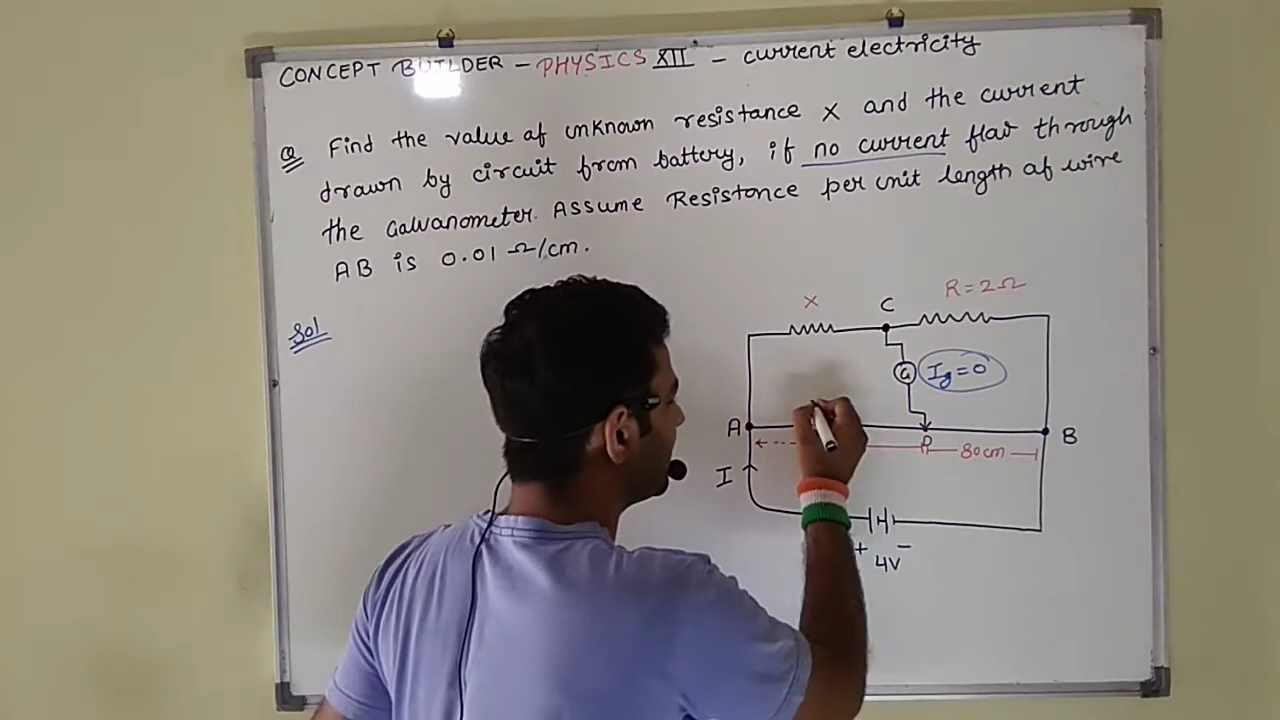 CONCEPT BUILDER - PHYSICS XII - current electricity
Q Find the value of unknown resistance X and the current
drawn by circuit from battery, if no current flow through
the Galvanometer. Assume Resistance per unit length of wire
AB is 0.01 Ω/cm.
Sol
X C R=2Ω
G Ig=0
A B
D 80cm
I
+ -
4V